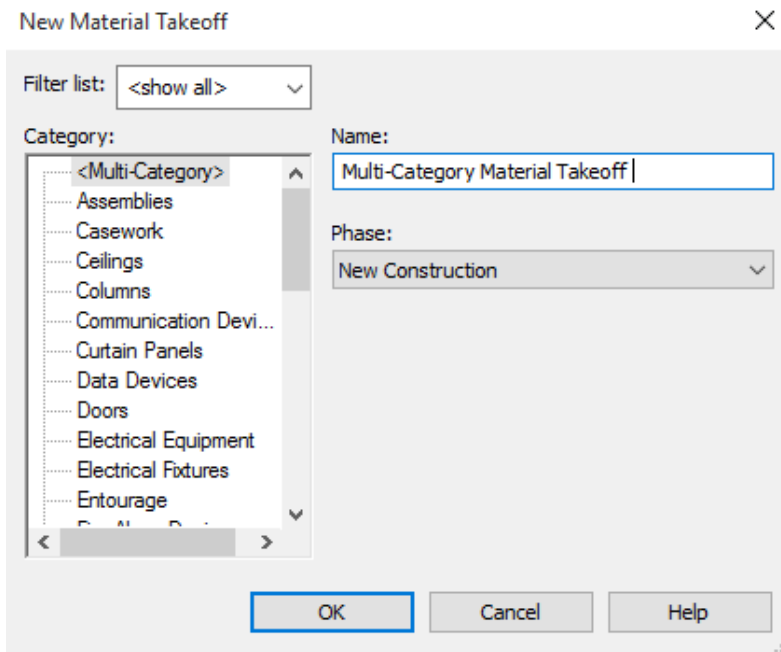 New Material Takeoff
Filter list: <show all>
Category:
<Multi-Category>
Assemblies
Casework
Ceilings
Columns
Communication Devi...
Curtain Panels
Data Devices
Doors
Electrical Equipment
Electrical Fixtures
Entourage
Name:
Multi-Category Material Takeoff
Phase:
New Construction
OK Cancel Help